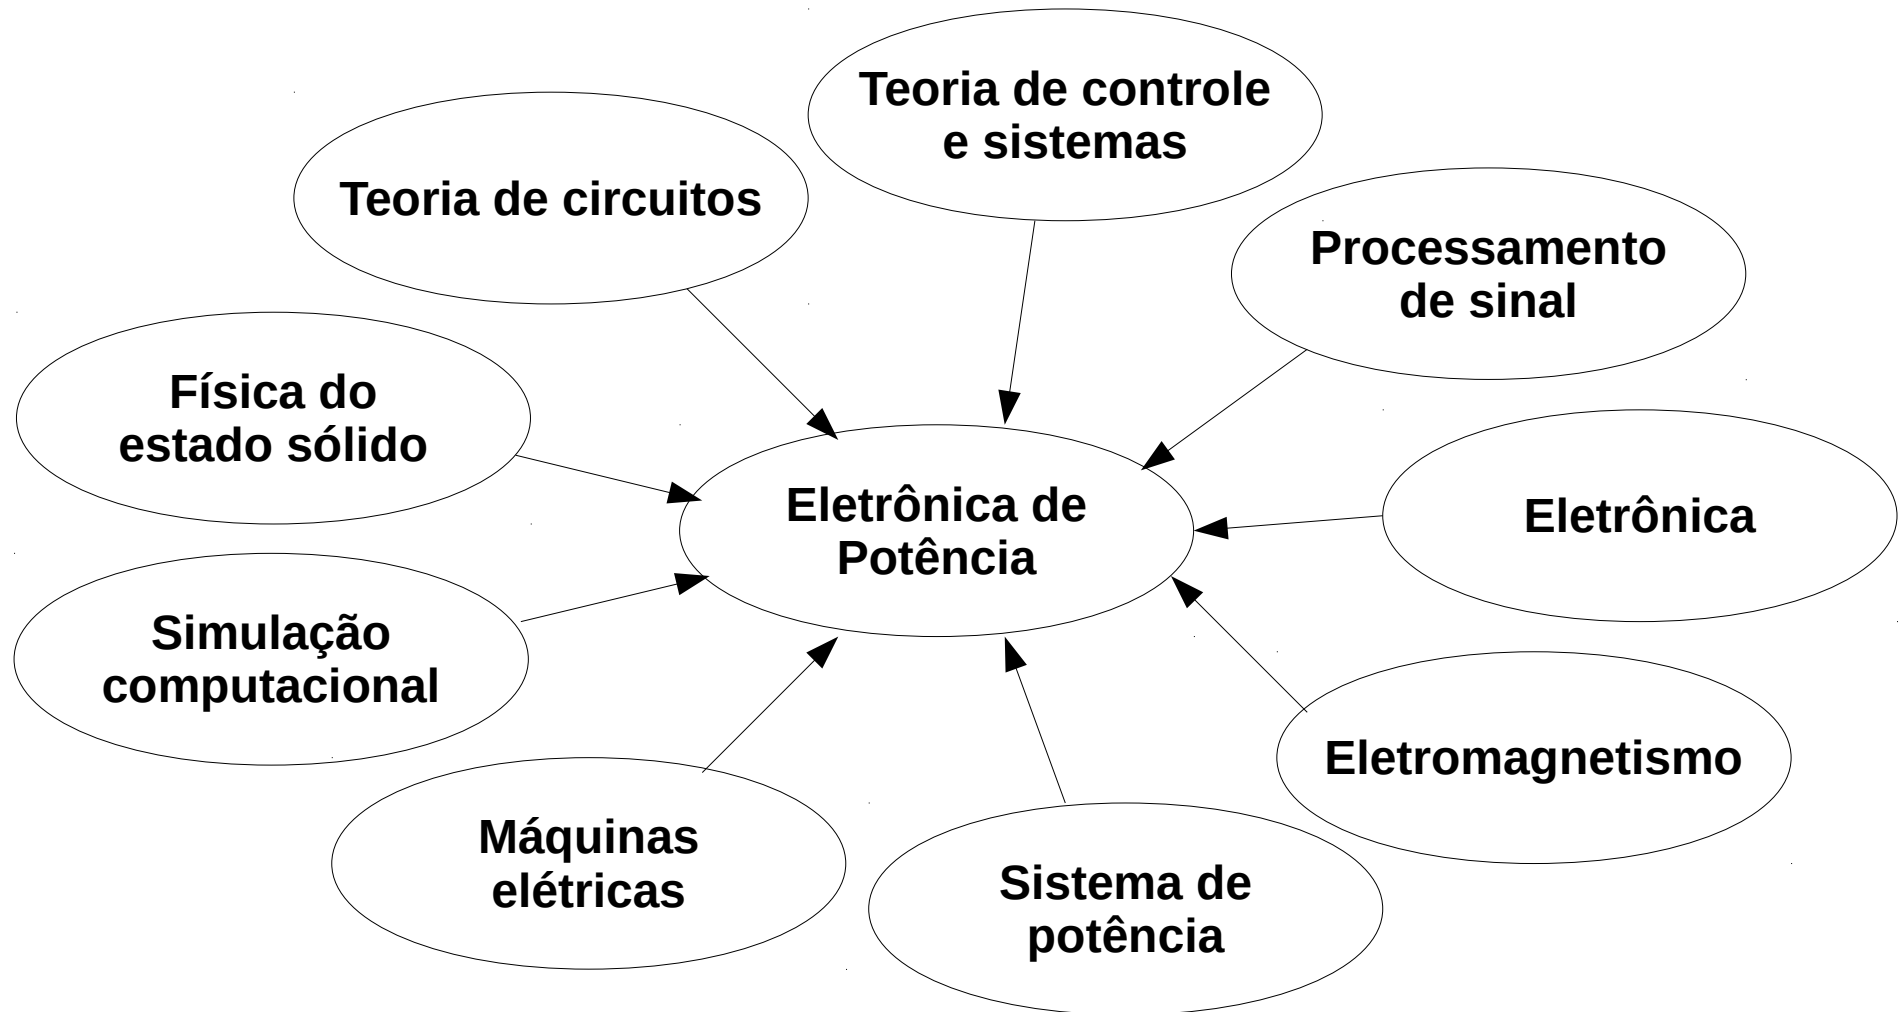 Teoria de controle
e sistemas
Teoria de circuitos
Processamento
de sinal
Física do
estado sólido
Eletrônica de
Potência
Eletrônica
Simulação
computacional
Eletromagnetismo
Máquinas
elétricas
Sistema de
potência